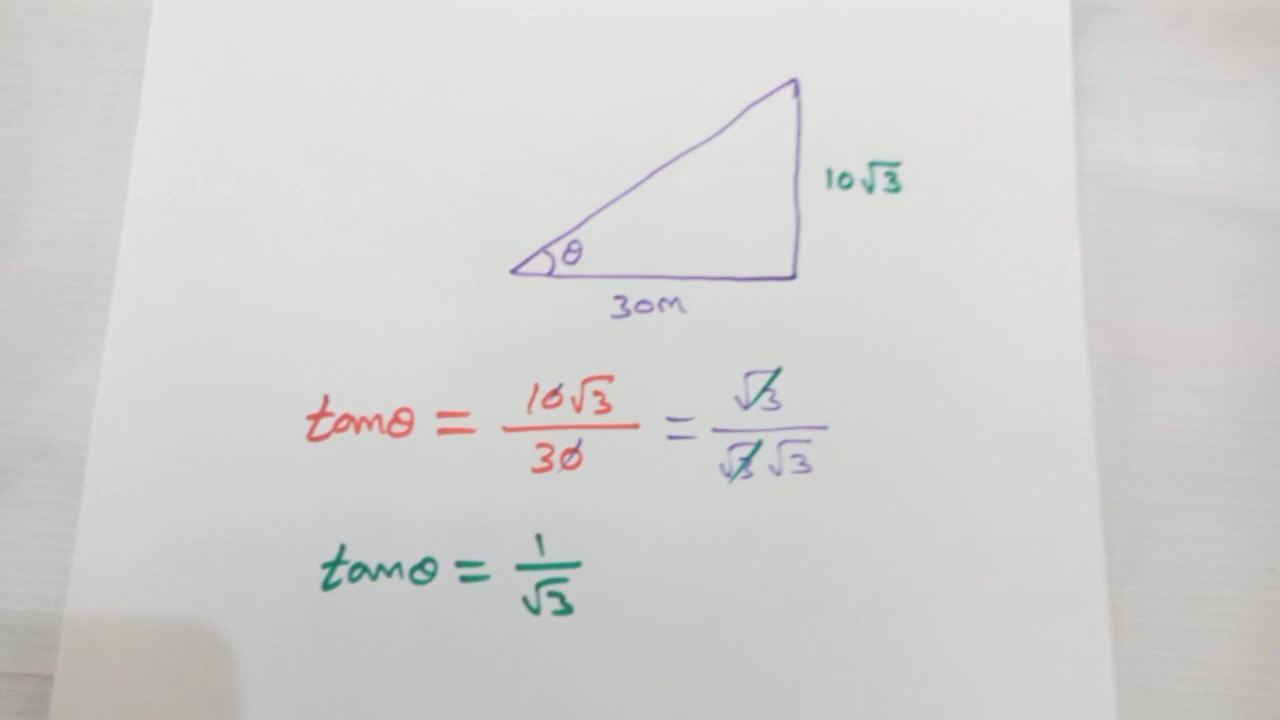 10√3
θ
30m
tanθ = 10√3/30 = √3/√3√3
tanθ = 1/√3